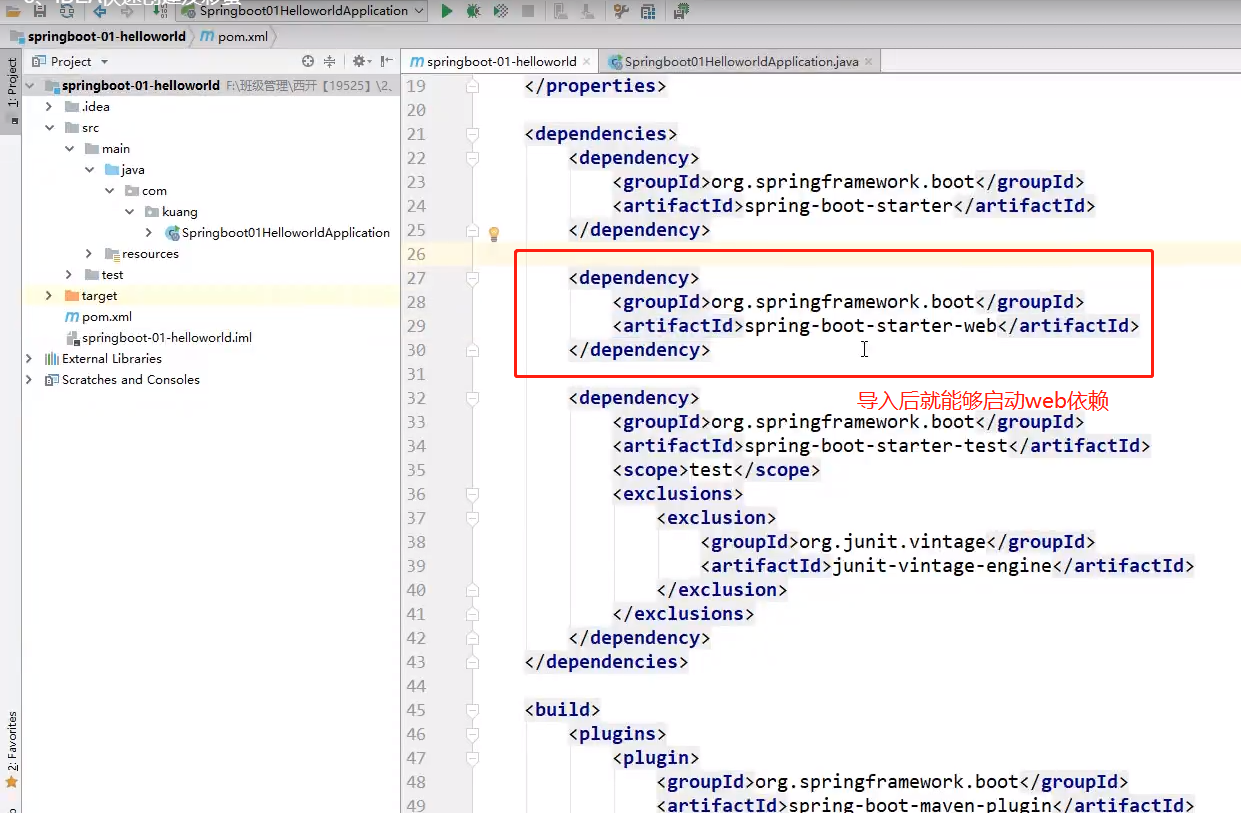 Springboot01HelloworldApplication
springboot-01-helloworld
pom.xml
1: Project
Project
springboot-01-helloworld F:\班级管理\西开【19525】\2、
.idea
src
main
java
com
kuang
Springboot01HelloworldApplication
resources
test
target
pom.xml
springboot-01-helloworld.iml
External Libraries
Scratches and Consoles
2: Favorites
springboot-01-helloworld
Springboot01HelloworldApplication.java
19 </properties>
20
21 <dependencies>
22 <dependency>
23 <groupId>org.springframework.boot</groupId>
24 <artifactId>spring-boot-starter</artifactId>
25 </dependency>
26
27 <dependency>
28 <groupId>org.springframework.boot</groupId>
29 <artifactId>spring-boot-starter-web</artifactId>
30 </dependency>
31
导入后就能够启动web依赖
32 <dependency>
33 <groupId>org.springframework.boot</groupId>
34 <artifactId>spring-boot-starter-test</artifactId>
35 <scope>test</scope>
36 <exclusions>
37 <exclusion>
38 <groupId>org.junit.vintage</groupId>
39 <artifactId>junit-vintage-engine</artifactId>
40 </exclusion>
41 </exclusions>
42 </dependency>
43 </dependencies>
44
45 <build>
46 <plugins>
47 <plugin>
48 <groupId>org.springframework.boot</groupId>
49 <artifactId>spring-boot-maven-plugin</artifactId>